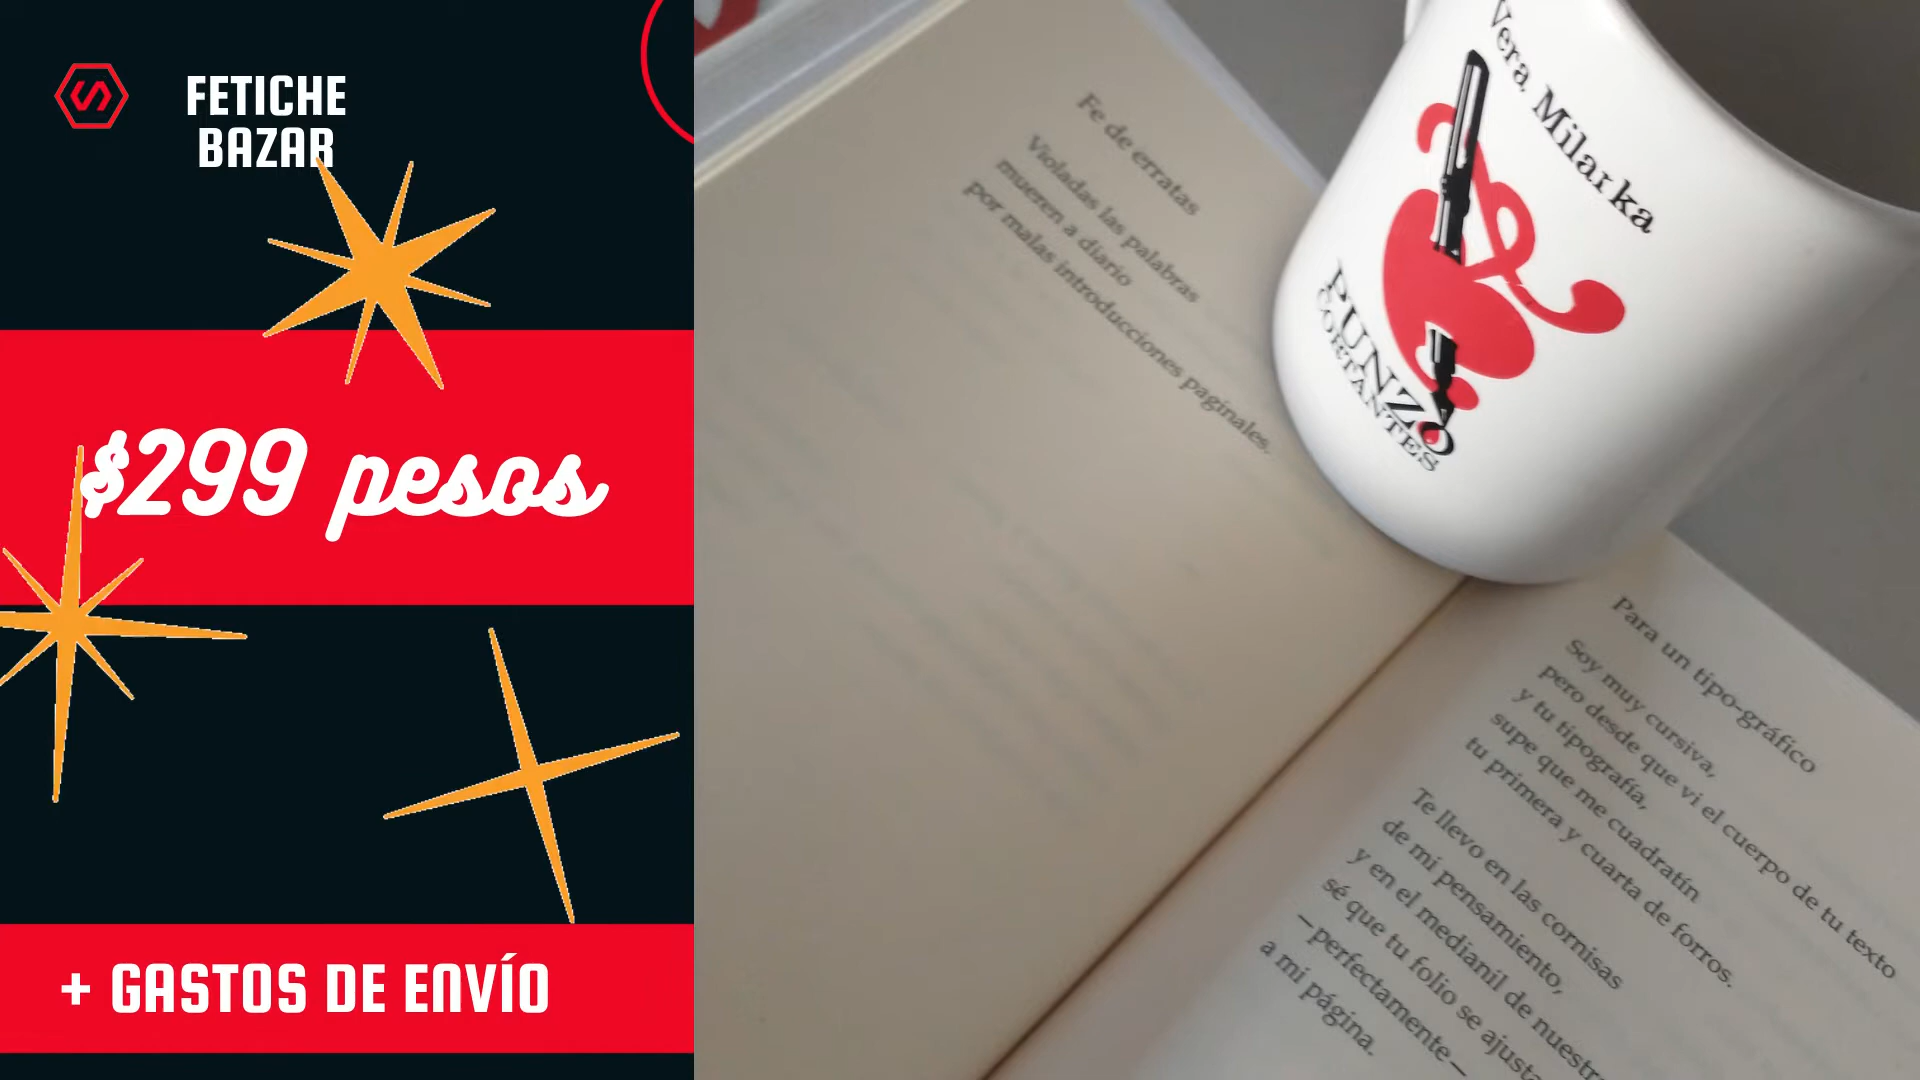 FETICHE
BAZAR
$299 pesos
+ GASTOS DE ENVÍO
Vera Milarka
PUNZO
CORTANTES
Fe de erratas
Violadas las palabras
mueren a diario
por malas introducciones paginales.
Para un tipo-gráfico
Soy muy cursiva,
pero desde que vi el cuerpo de tu texto
y tu tipografía,
supe que me cuadratín
tu primera y cuarta de forros.
Te llevo en las cornisas
de mi pensamiento,
y en el medianil de nuestra
sé que tu folio se ajusta
—perfectamente—
a mi página.